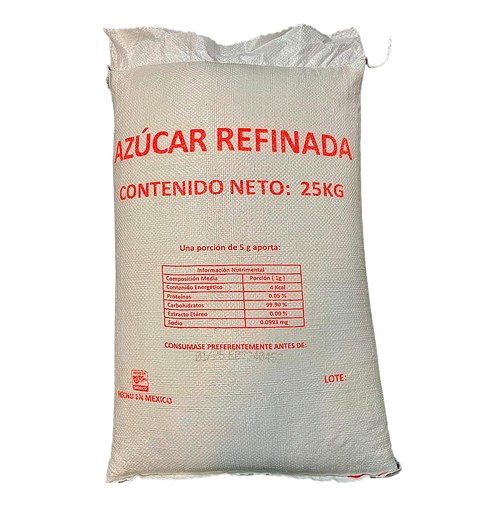 AZÚCAR REFINADA
CONTENIDO NETO: 25KG
Una porción de 5 g aporta:
Información Nutrimental
Composición Media Porción ( 1g )
Contenido Energético 4 Kcal
Proteínas 0.05 %
Carbohidratos 99.90 %
Extracto Etéreo 0.00 %
Sodio 0.0993 mg
CONSUMASE PREFERENTEMENTE ANTES DE:
LOTE:
HECHO EN MEXICO